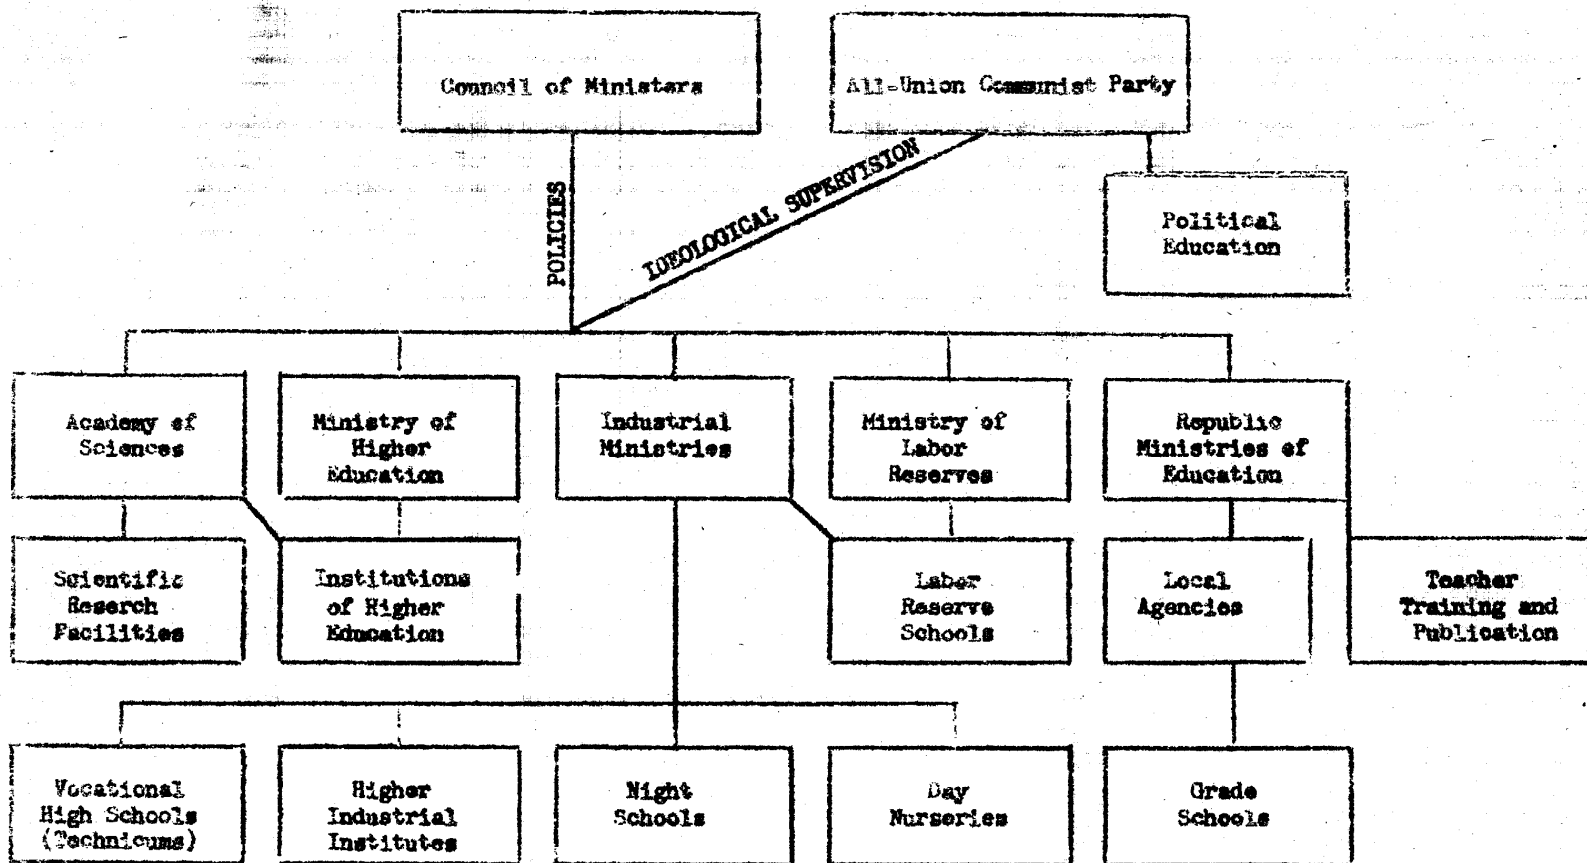 Council of Ministers
All-Union Communist Party
POLICIES
IDEOLOGICAL SUPERVISION
Political
Education
Academy of
Sciences
Ministry of
Higher
Education
Industrial
Ministries
Ministry of
Labor
Reserves
Republic
Ministries of
Education
Scientific
Reserch
Facilities
Institutions
of Higher
Education
Labor
Reserve
Schools
Local
Agencies
Teacher
Training and
Publication
Vocational
High Schools
(Technicums)
Higher
Industrial
Institutes
Night
Schools
Day
Nurseries
Grade
Schools